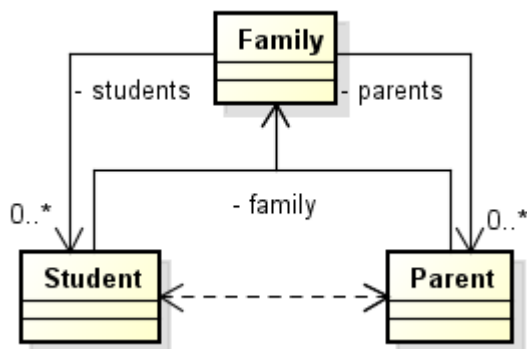 Family
- students
- parents
- family
0..*
0..*
Student
Parent